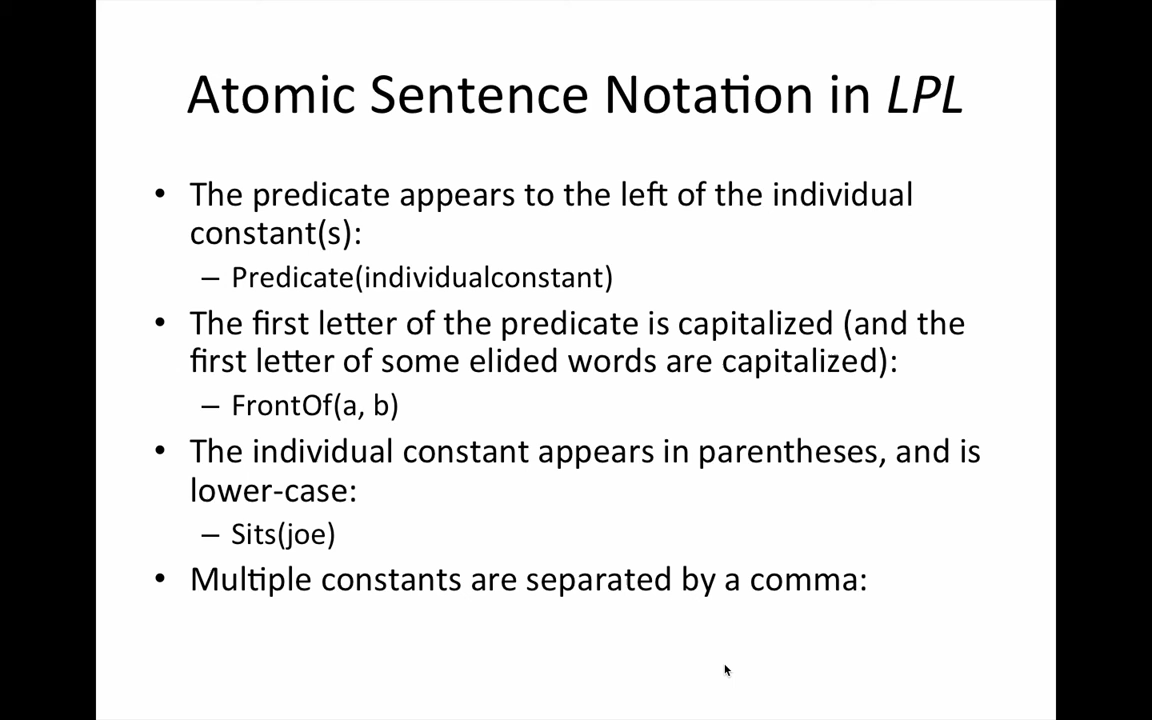 Atomic Sentence Notation in LPL
• The predicate appears to the left of the individual
constant(s):
– Predicate(individualconstant)
• The first letter of the predicate is capitalized (and the
first letter of some elided words are capitalized):
– FrontOf(a, b)
• The individual constant appears in parentheses, and is
lower-case:
– Sits(joe)
• Multiple constants are separated by a comma: